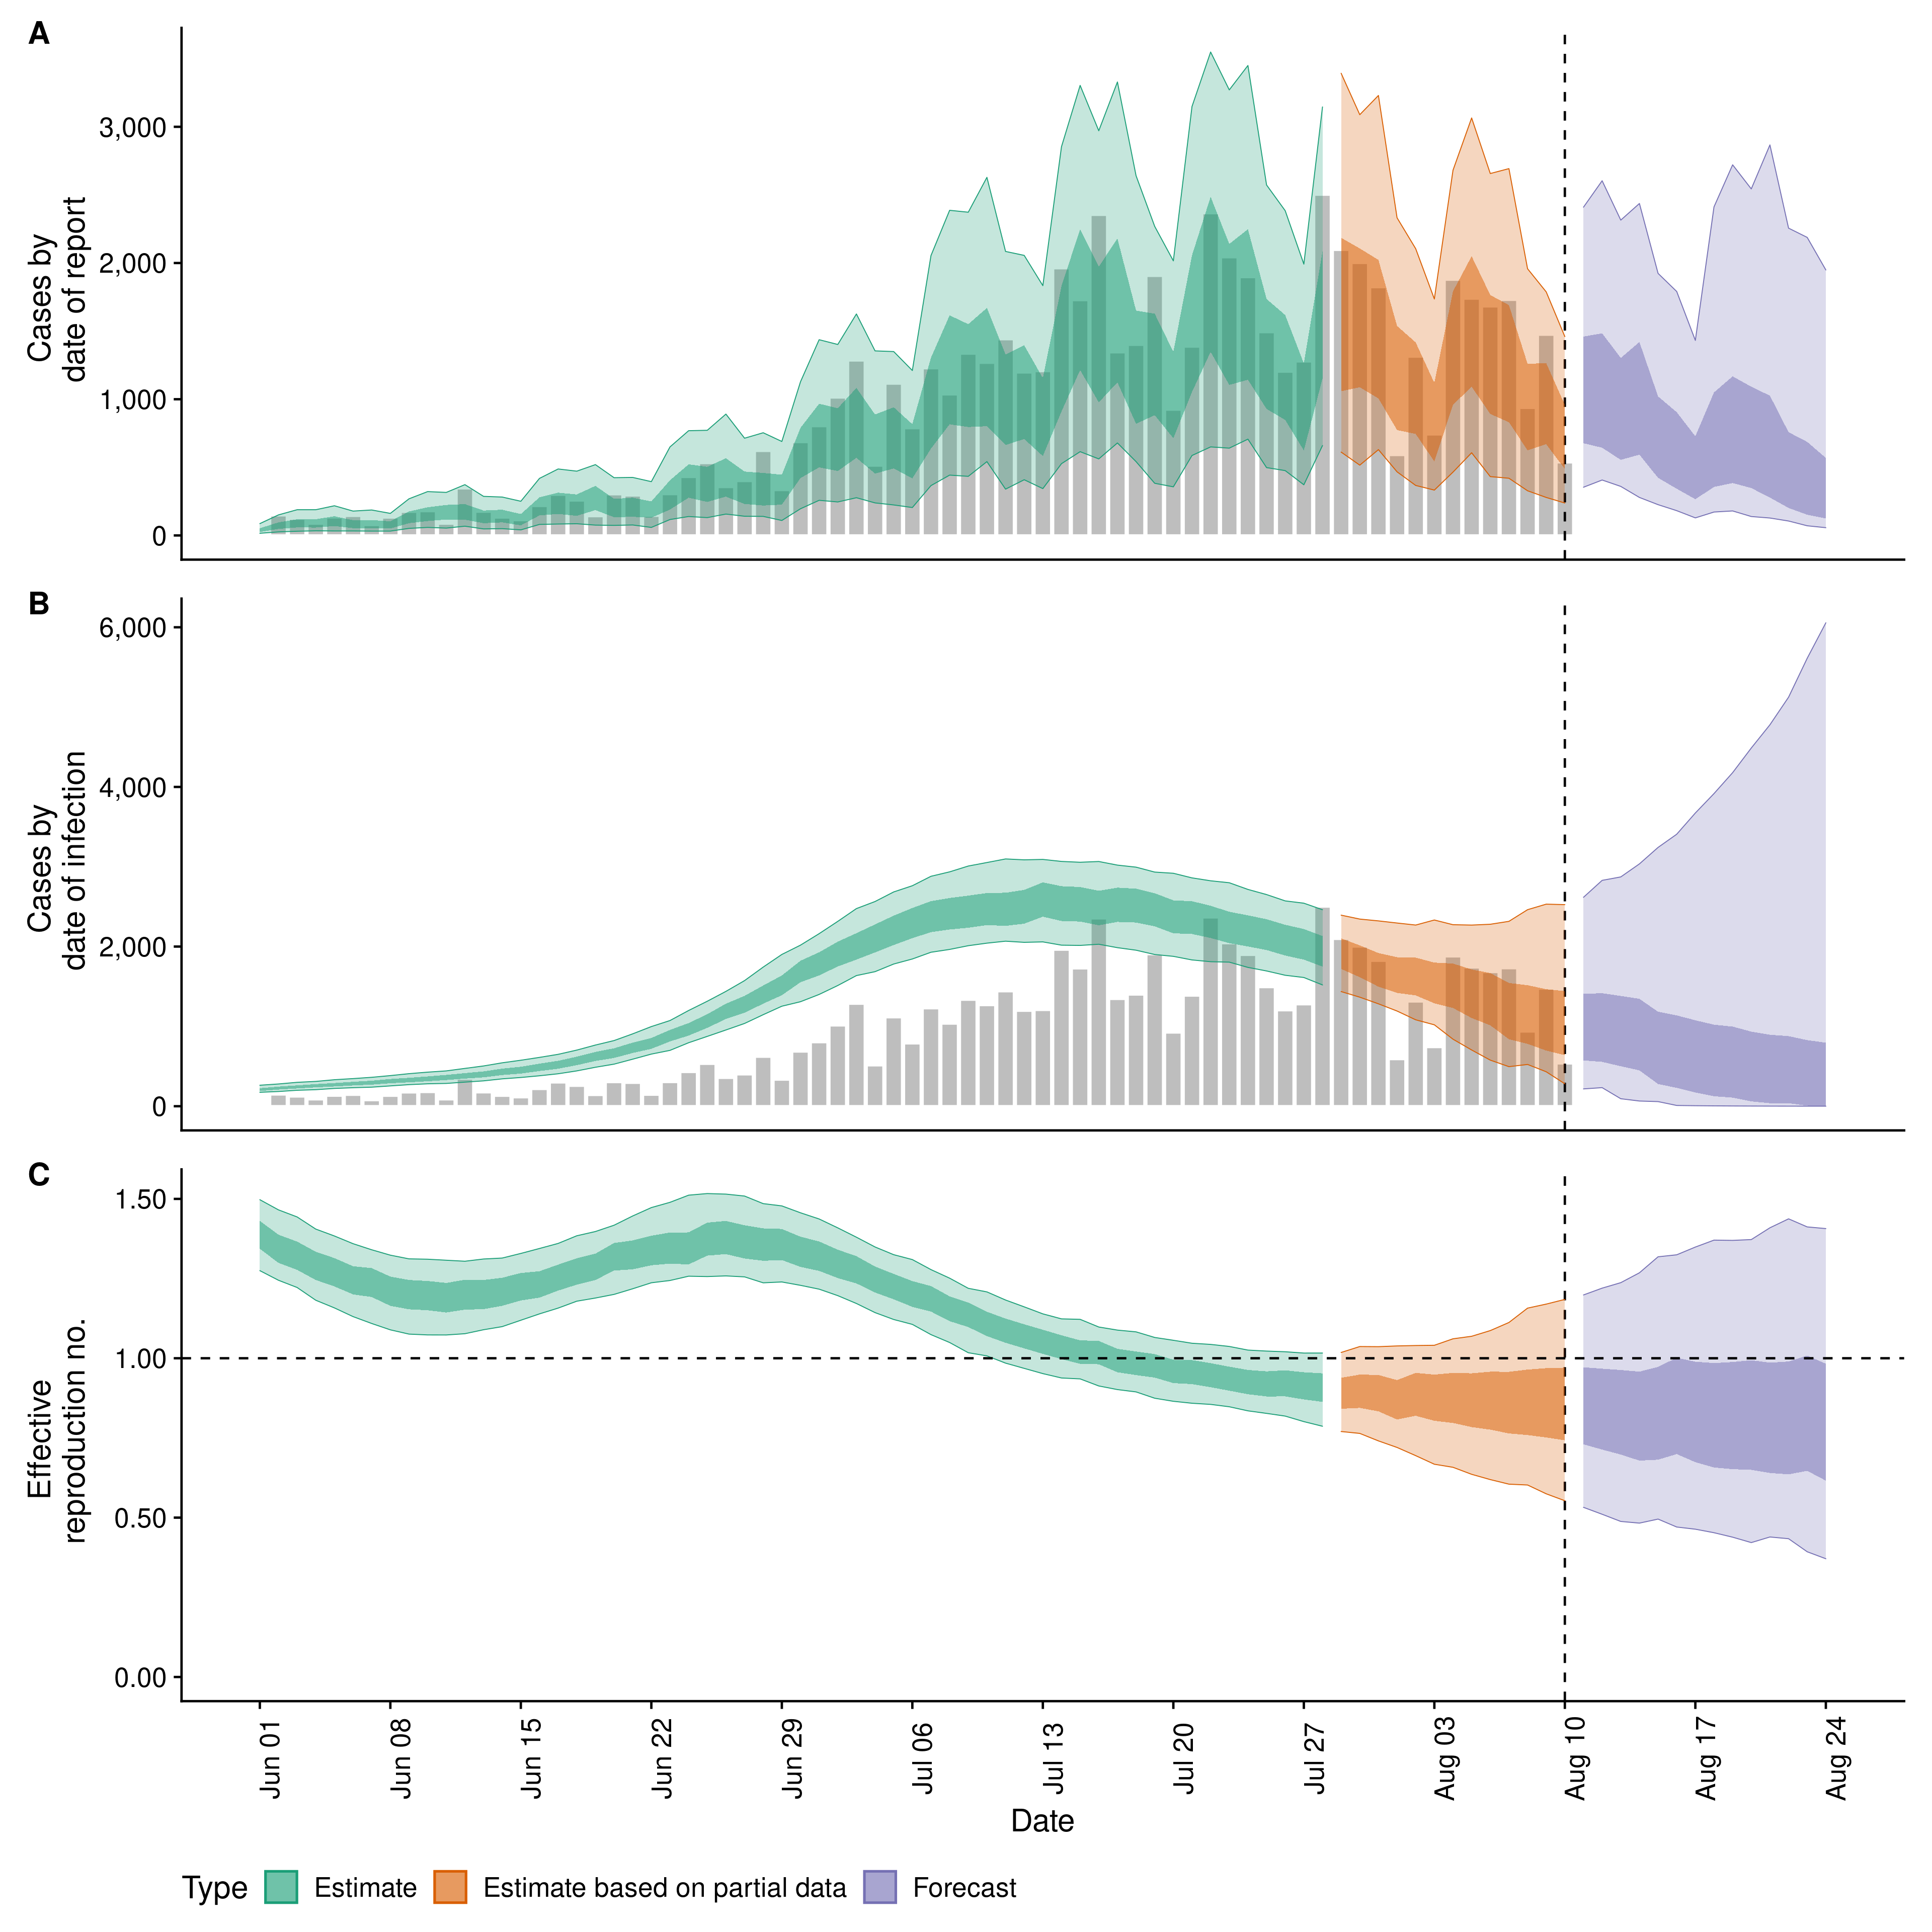 A
Cases by
date of report
3,000
2,000
1,000
0
B
Cases by
date of infection
6,000
4,000
2,000
0
C
Effective
reproduction no.
1.50
1.00
0.50
0.00
Jun 01
Jun 08
Jun 15
Jun 22
Jun 29
Jul 06
Jul 13
Jul 20
Jul 27
Aug 03
Aug 10
Aug 17
Aug 24
Date
Type Estimate Estimate based on partial data Forecast